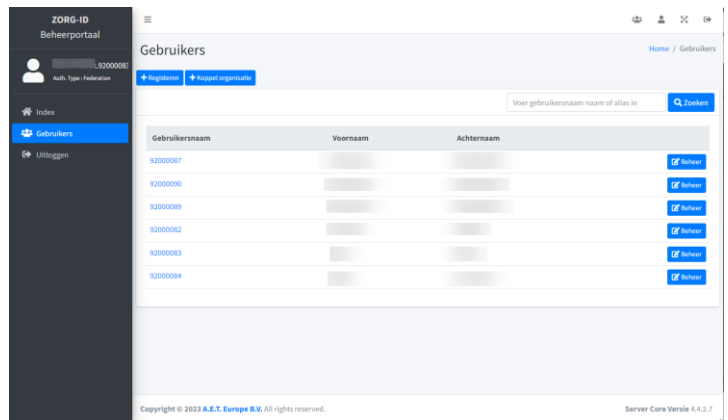 ZORG-ID
Beheerportaal
.92000083
Auth. Type : Federation
Index
Gebruikers
Uitloggen
Gebruikers
Home / Gebruikers
+ Registeren
+ Koppel organisatie
Voer gebruikersnaam naam of alias in
Zoeken
Gebruikersnaam Voornaam Achternaam
92000087 Beheer
92000090 Beheer
92000089 Beheer
92000082 Beheer
92000083 Beheer
92000084 Beheer
Copyright © 2023 A.E.T. Europe B.V. All rights reserved.
Server Core Versie 4.4.2.7